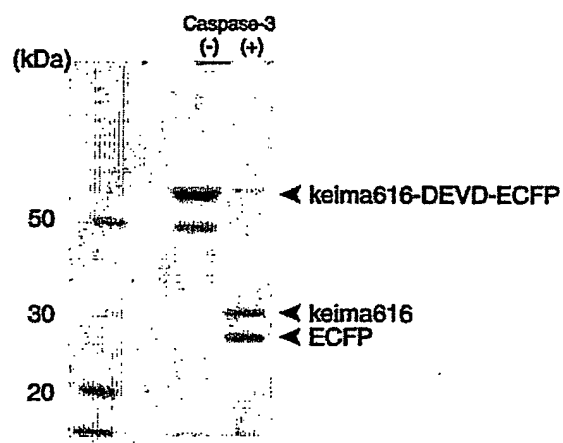 Caspase-3
(kDa) (-) (+)
keima616-DEVD-ECFP
50
30 keima616
ECFP
20